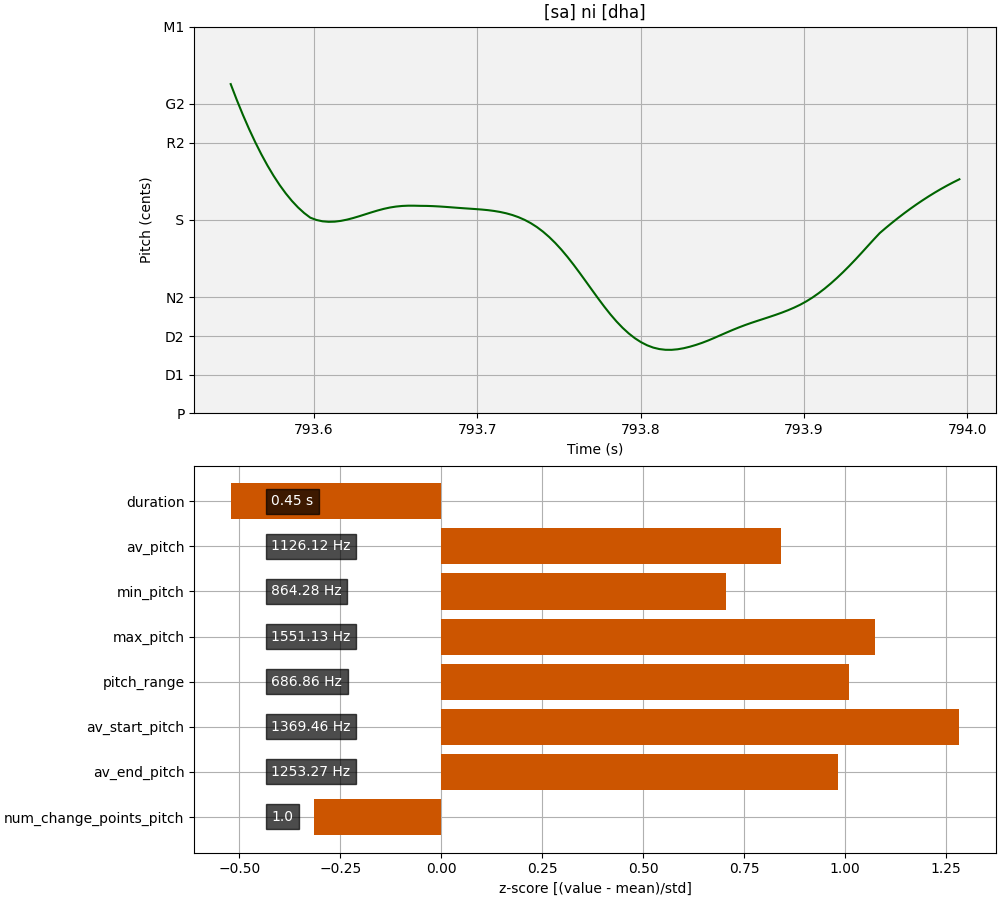 [sa] ni [dha]
M1
G2
R2
S
N2
D2
D1
P
Pitch (cents)
793.6 793.7 793.8 793.9 794.0
Time (s)
duration 0.45 s
av_pitch 1126.12 Hz
min_pitch 864.28 Hz
max_pitch 1551.13 Hz
pitch_range 686.86 Hz
av_start_pitch 1369.46 Hz
av_end_pitch 1253.27 Hz
num_change_points_pitch 1.0
−0.50 −0.25 0.00 0.25 0.50 0.75 1.00 1.25
z-score [(value - mean)/std]